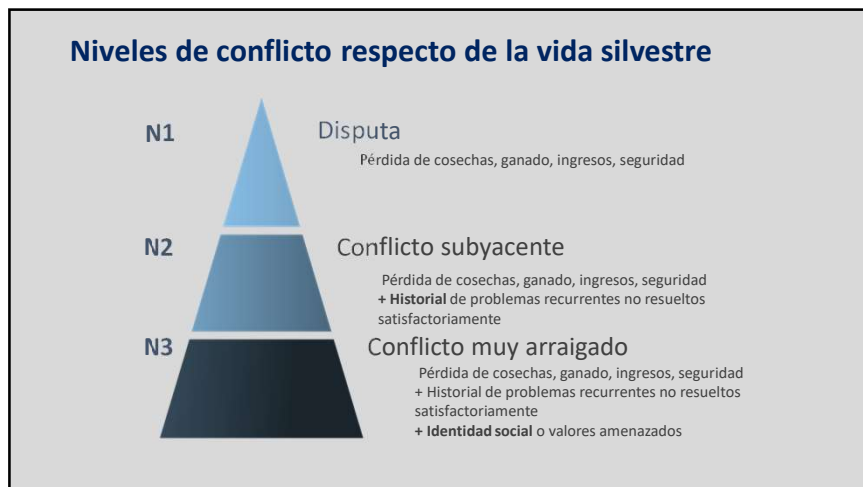 Niveles de conflicto respecto de la vida silvestre
N1
Disputa
Pérdida de cosechas, ganado, ingresos, seguridad
N2
Conflicto subyacente
Pérdida de cosechas, ganado, ingresos, seguridad
+ Historial de problemas recurrentes no resueltos
satisfactoriamente
N3
Conflicto muy arraigado
Pérdida de cosechas, ganado, ingresos, seguridad
+ Historial de problemas recurrentes no resueltos
satisfactoriamente
+ Identidad social o valores amenazados